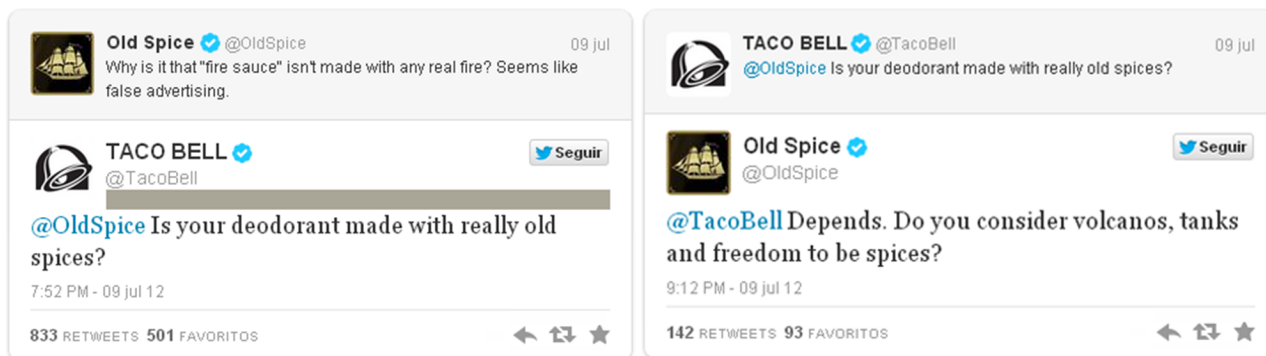 Old Spice @OldSpice 09 jul
Why is it that "fire sauce" isn't made with any real fire? Seems like
false advertising.
TACO BELL Seguir
@TacoBell
@OldSpice Is your deodorant made with really old
spices?
7:52 PM - 09 jul 12
833 RETWEETS 501 FAVORITOS
TACO BELL @TacoBell 09 jul
@OldSpice Is your deodorant made with really old spices?
Old Spice Seguir
@OldSpice
@TacoBell Depends. Do you consider volcanos, tanks
and freedom to be spices?
9:12 PM - 09 jul 12
142 RETWEETS 93 FAVORITOS